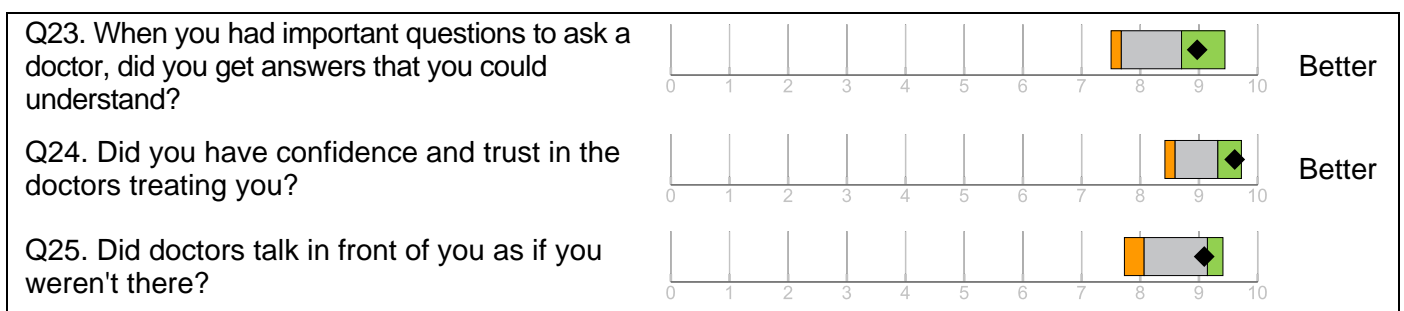 Q23. When you had important questions to ask a
doctor, did you get answers that you could
understand?
0 1 2 3 4 5 6 7 8 9 10
Better
Q24. Did you have confidence and trust in the
doctors treating you?
0 1 2 3 4 5 6 7 8 9 10
Better
Q25. Did doctors talk in front of you as if you
weren't there?
0 1 2 3 4 5 6 7 8 9 10